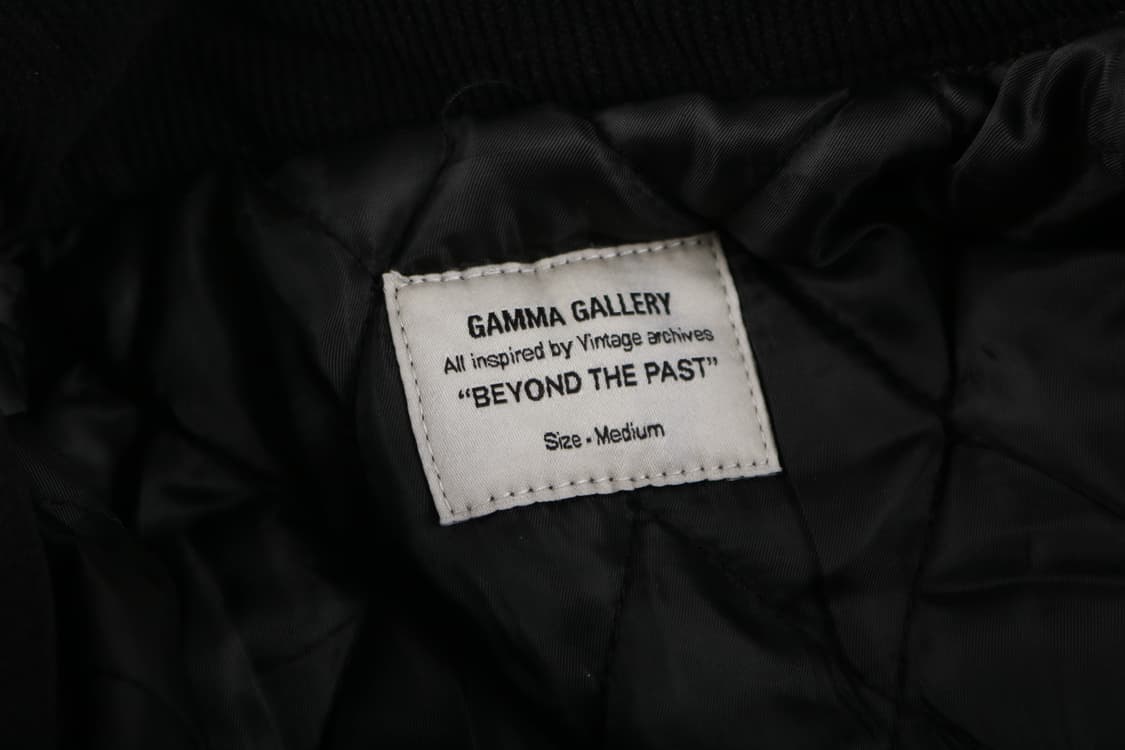 GAMMA GALLERY
All inspired by Vintage archives
“BEYOND THE PAST”
Size - Medium